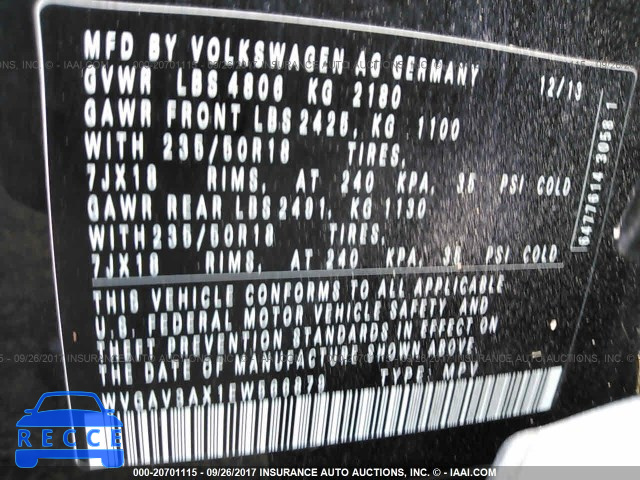 MFD BY VOLKSWAGEN AG GERMANY 12/13
GVWR LBS 4806 KG 2180
GAWR FRONT LBS 2425, KG 1100
WITH 235/50R18 TIRES,
7JX18 RIMS, AT 240 KPA, 35 PSI COLD
GAWR REAR LBS 2491, KG 1130
WITH 235/50R18 TIRES,
7JX18 RIMS, AT 240 KPA, 35 PSI COLD
THIS VEHICLE CONFORMS TO ALL APPLICABLE
U.S. FEDERAL MOTOR VEHICLE SAFETY AND
THEFT PREVENTION STANDARDS IN EFFECT ON
THE DATE OF MANUFACTURE SHOWN ABOVE.
TYPE:
6477614 3058 1
RECCE
000-20701115 - 09/26/2017 INSURANCE AUTO AUCTIONS, INC. - © IAAI.COM